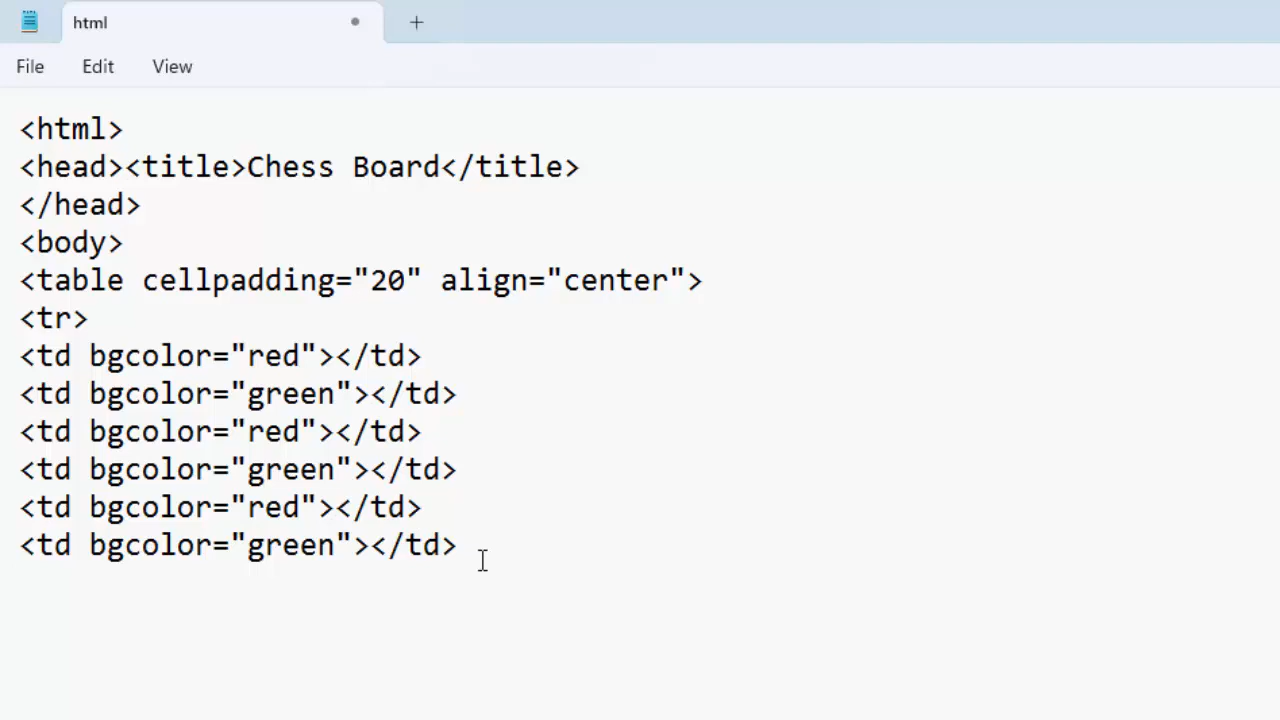 html
File Edit View
<html>
<head><title>Chess Board</title>
</head>
<body>
<table cellpadding="20" align="center">
<tr>
<td bgcolor="red"></td>
<td bgcolor="green"></td>
<td bgcolor="red"></td>
<td bgcolor="green"></td>
<td bgcolor="red"></td>
<td bgcolor="green"></td>